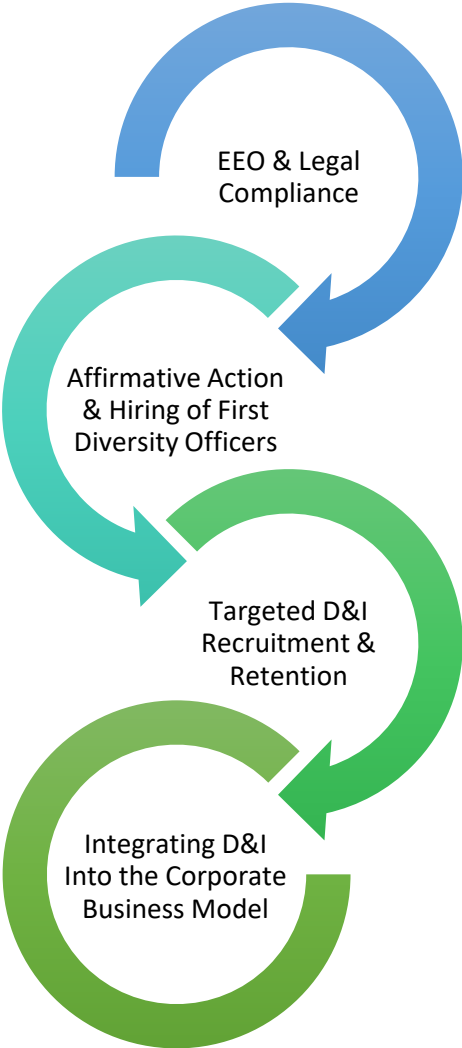 EEO & Legal
Compliance
Affirmative Action
& Hiring of First
Diversity Officers
Targeted D&I
Recruitment &
Retention
Integrating D&I
Into the Corporate
Business Model